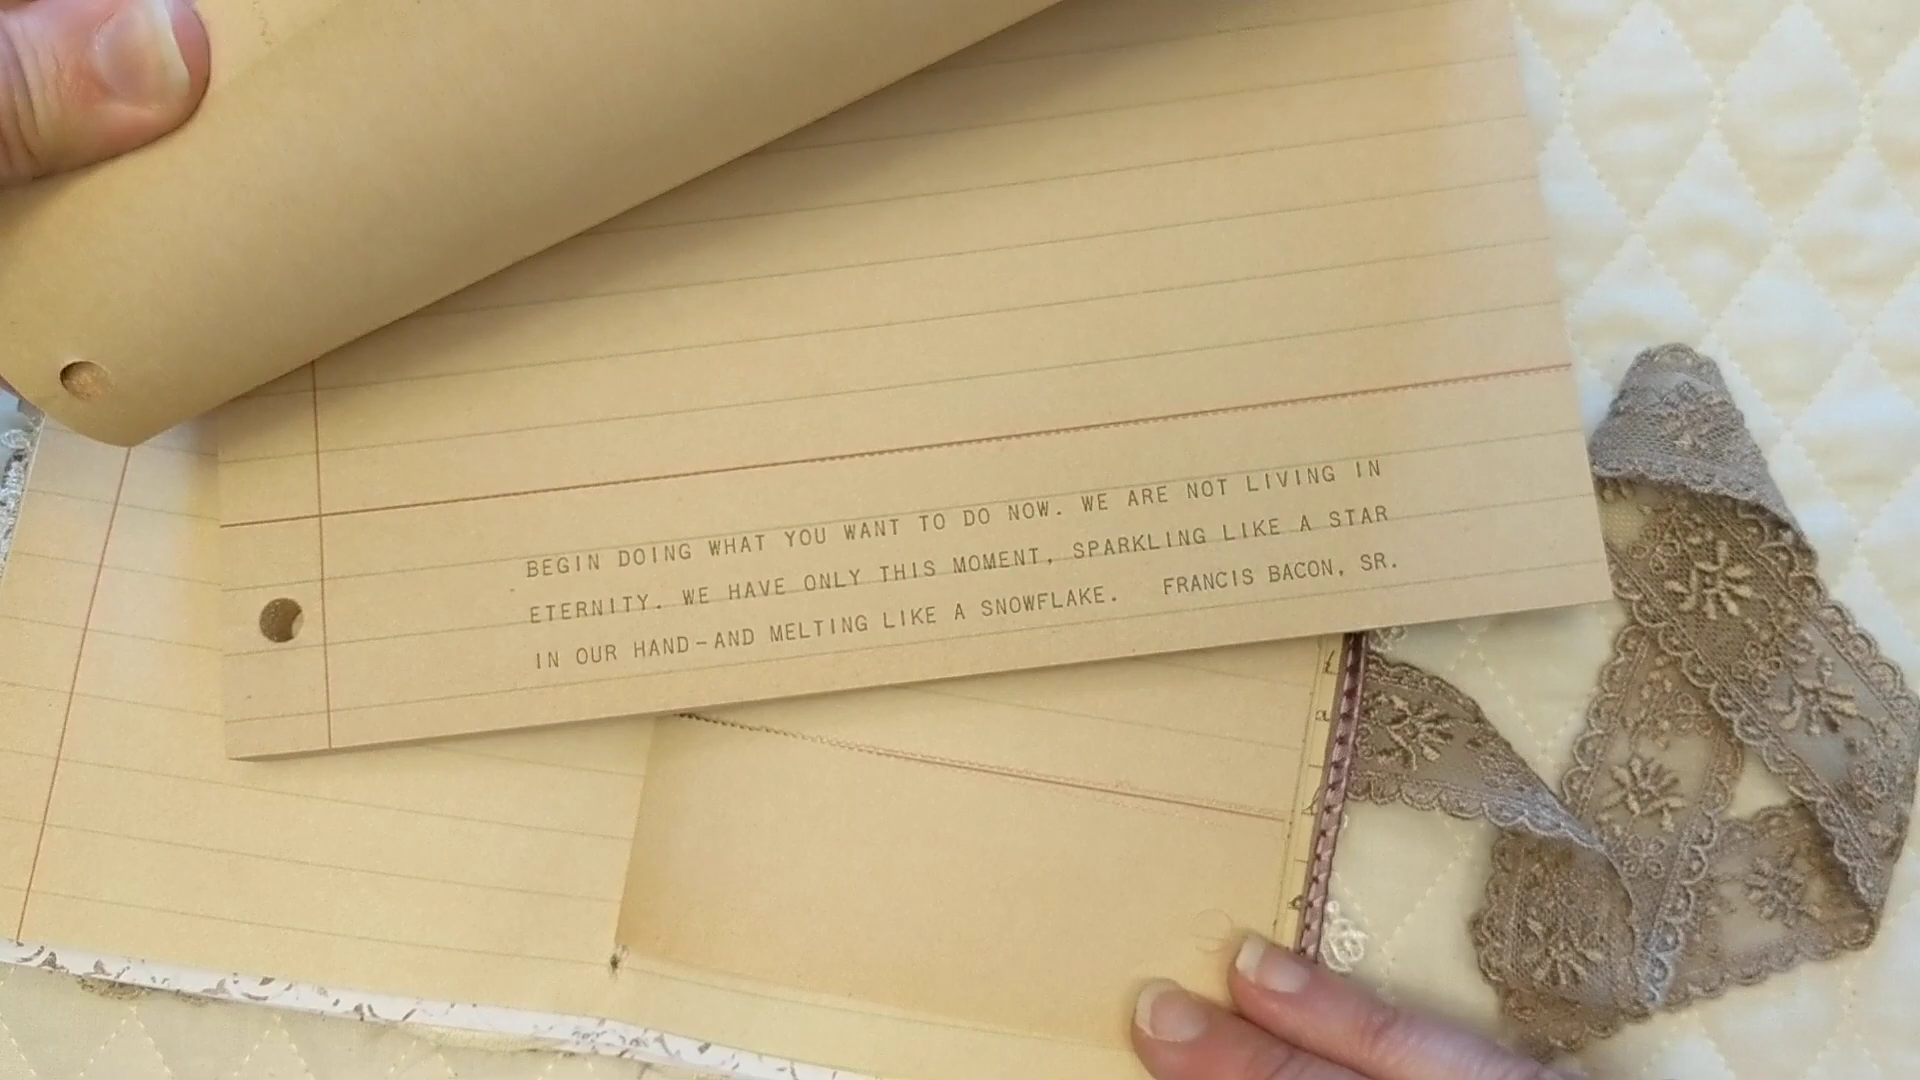 BEGIN DOING WHAT YOU WANT TO DO NOW. WE ARE NOT LIVING IN
ETERNITY. WE HAVE ONLY THIS MOMENT, SPARKLING LIKE A STAR
IN OUR HAND-AND MELTING LIKE A SNOWFLAKE. FRANCIS BACON, SR.